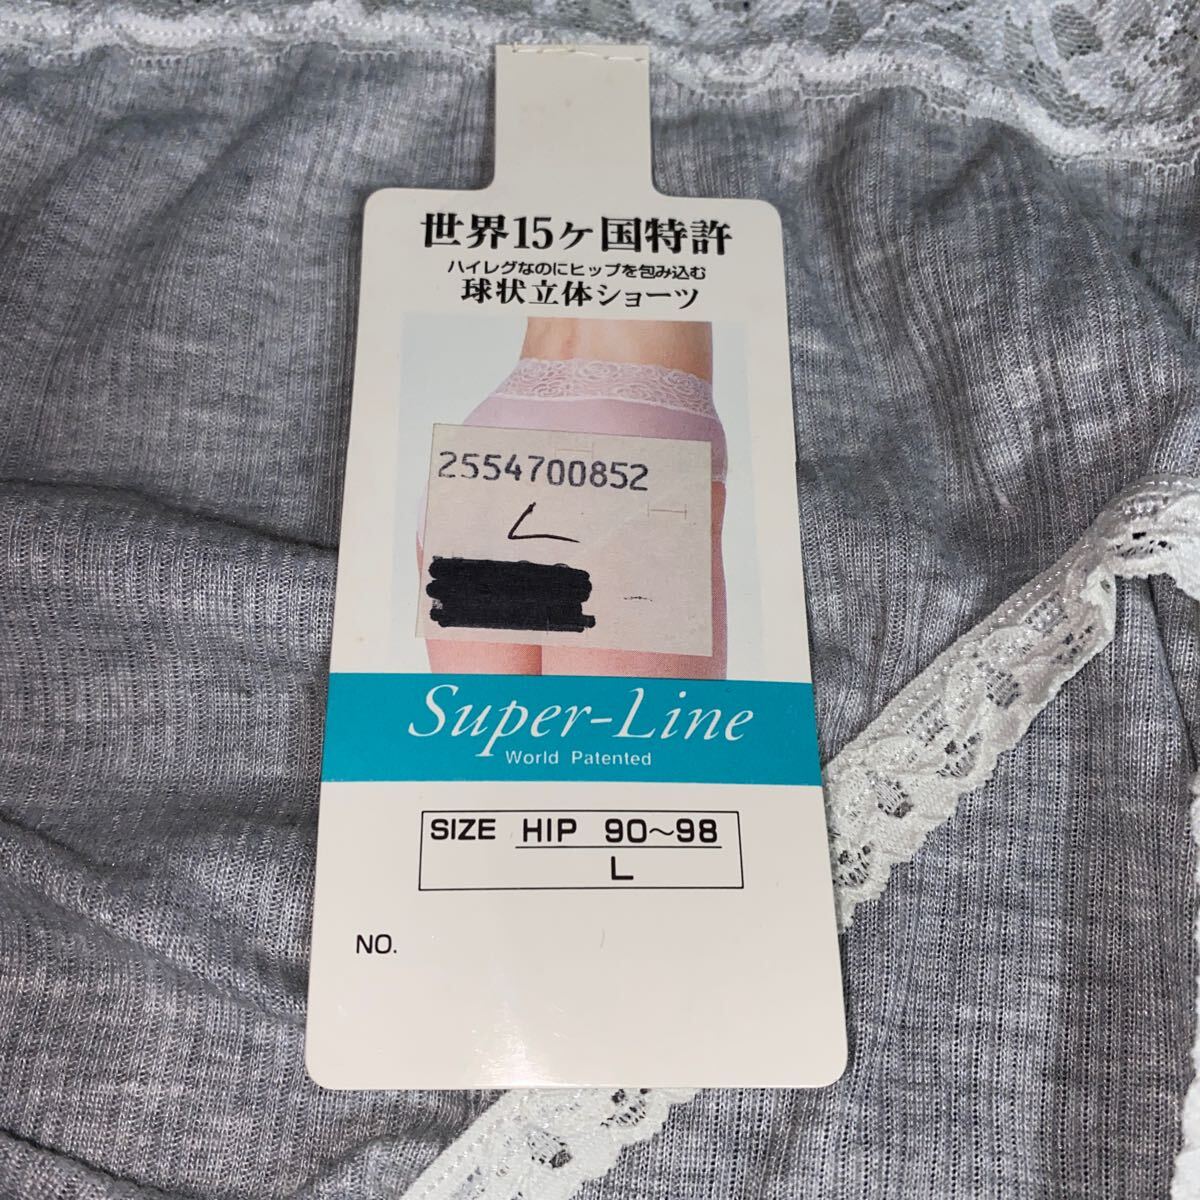 世界15ケ国特許
ハイレグなのにヒップを包み込む
球状立体ショーツ
2554700852
L
Super-Line
World Patented
SIZE HIP 90～98
L
NO.